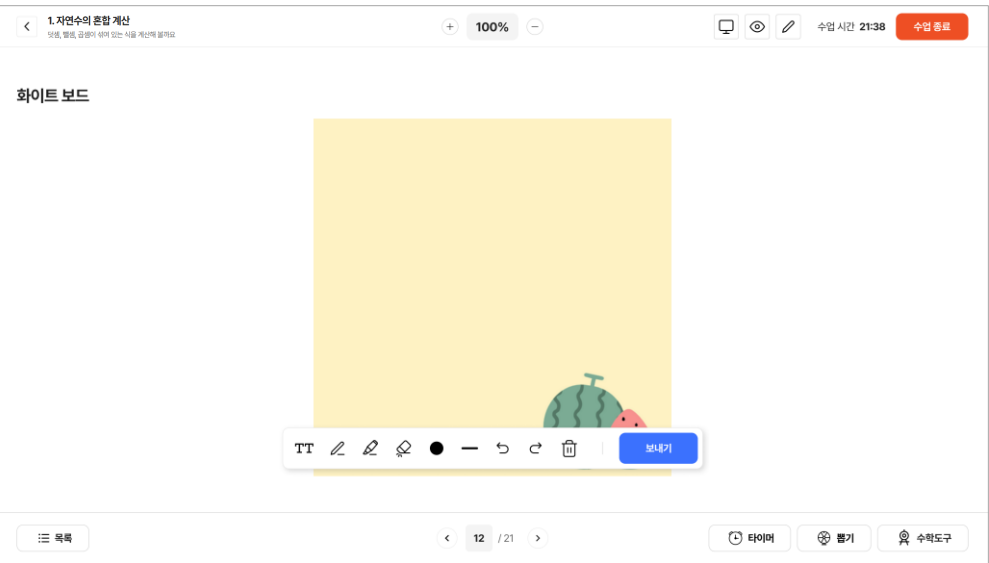 1. 자연수의 혼합 계산
덧셈, 뺄셈, 곱셈이 섞여 있는 식을 계산해 볼까요
100%
수업 시간 21:38
수업 종료
화이트 보드
TT
보내기
목록
12 / 21
타이머
뽑기
수학도구